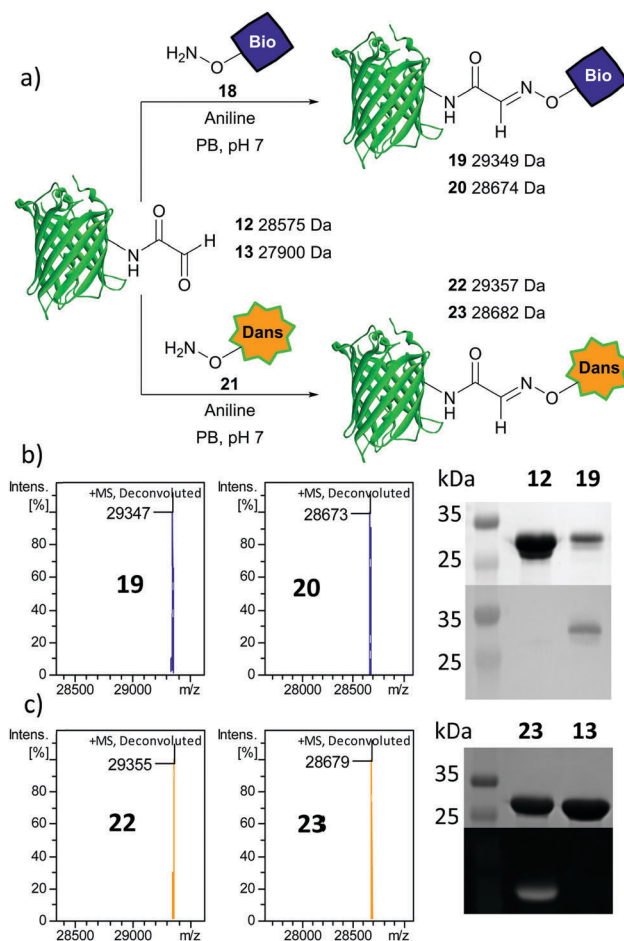 a)
H₂N
O
Bio
18
Aniline
PB, pH 7
O
N
H
N
O
H
Bio
19 29349 Da
20 28674 Da
O
H
N
H
O
12 28575 Da
13 27900 Da
22 29357 Da
23 28682 Da
H₂N
O
Dans
21
Aniline
PB, pH 7
O
N
H
N
O
H
Dans
b)
Intens.
[%]
+MS, Deconvoluted
29347
19
80
60
40
20
0
28500 29000 m/z
Intens.
[%]
+MS, Deconvoluted
28673
20
80
60
40
20
0
28000 28500 m/z
kDa 12 19
35
25
35
25
c)
Intens.
[%]
+MS, Deconvoluted
29355
22
80
60
40
20
0
28500 29000 m/z
Intens.
[%]
+MS, Deconvoluted
28679
23
80
60
40
20
0
28000 28500 m/z
kDa 23 13
35
25